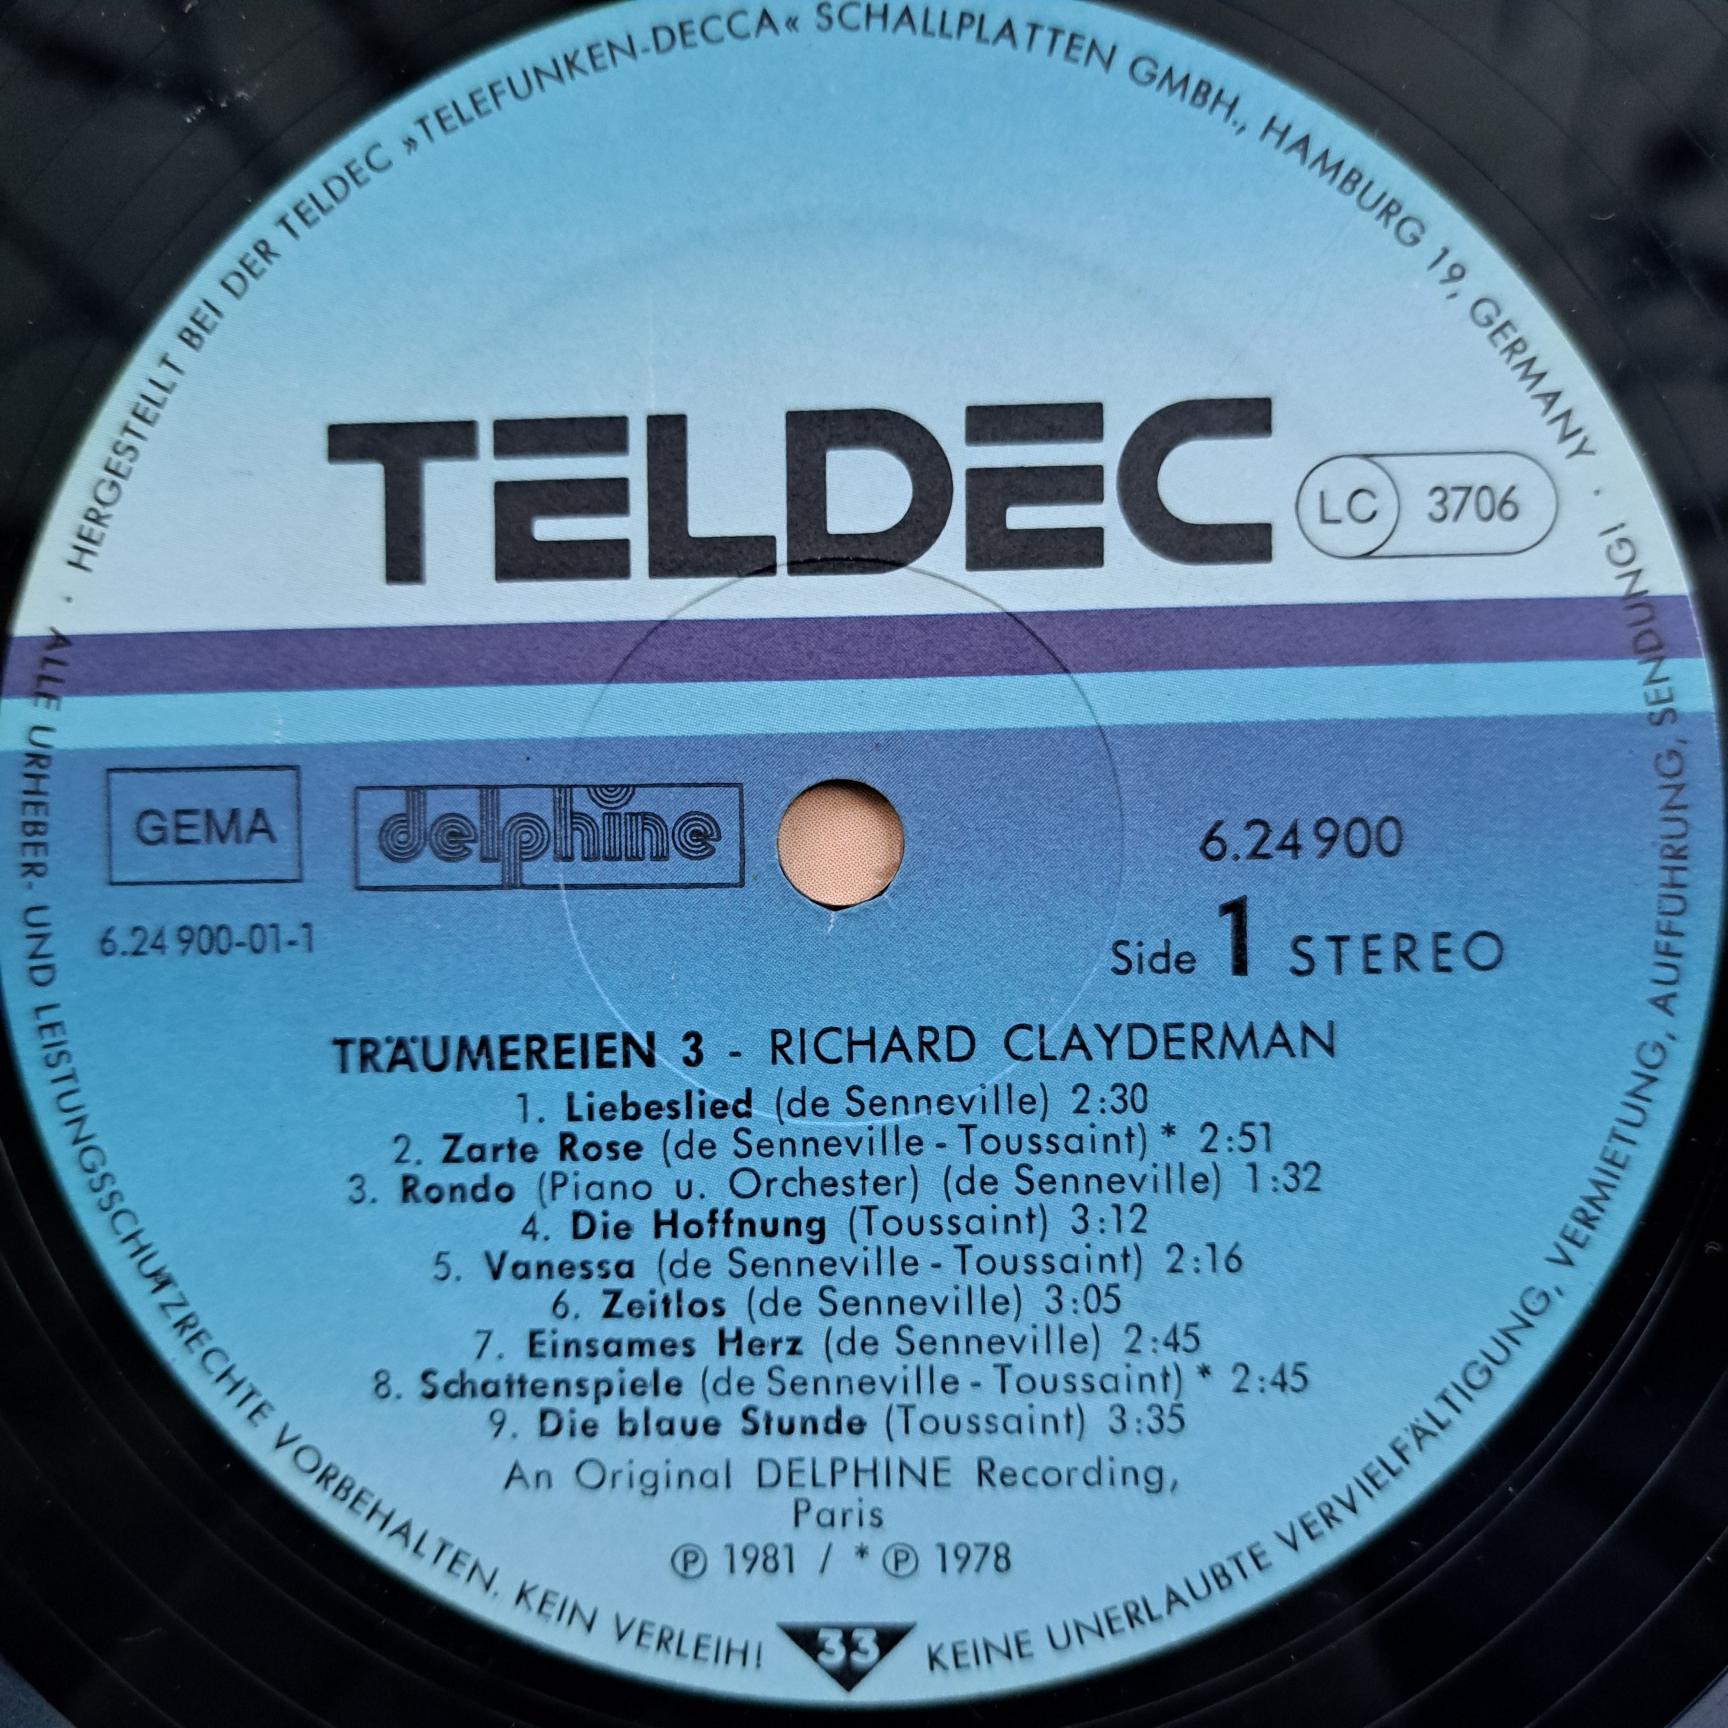 HERGESTELLT BEI DER TELDEC »TELEFUNKEN-DECCA« SCHALLPLATTEN GMBH., HAMBURG 19, GERMANY ·
TELDEC
LC 3706
GEMA
delphine
6.24900
6.24900-01-1
Side 1 STEREO
TRÄUMEREIEN 3 - RICHARD CLAYDERMAN
1. Liebeslied (de Senneville) 2:30
2. Zarte Rose (de Senneville - Toussaint) * 2:51
3. Rondo (Piano u. Orchester) (de Senneville) 1:32
4. Die Hoffnung (Toussaint) 3:12
5. Vanessa (de Senneville - Toussaint) 2:16
6. Zeitlos (de Senneville) 3:05
7. Einsames Herz (de Senneville) 2:45
8. Schattenspiele (de Senneville - Toussaint) * 2:45
9. Die blaue Stunde (Toussaint) 3:35
An Original DELPHINE Recording,
Paris
Ⓟ 1981 / * Ⓟ 1978
33
· ALLE URHEBER- UND LEISTUNGSSCHUTZRECHTE VORBEHALTEN. KEIN VERLEIH!
KEINE UNERLAUBTE VERVIELFÄLTIGUNG, VERMIETUNG, AUFFÜHRUNG, SENDUNG!